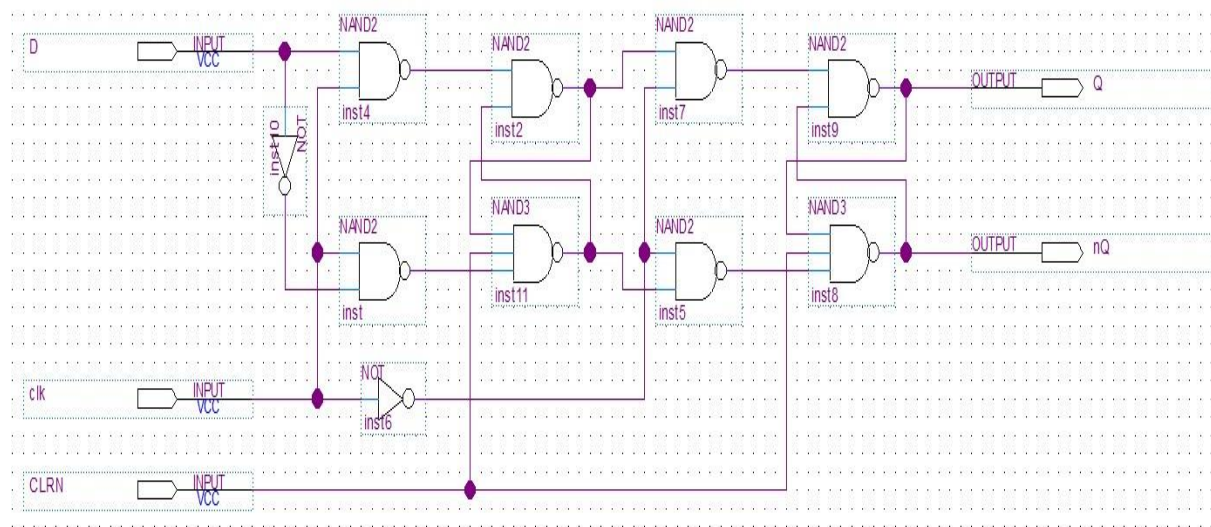 D
INPUT
VCC
NAND2
inst4
NAND2
inst2
NAND2
inst7
NAND2
inst9
OUTPUT
Q
inst10
NOT
NAND2
inst
NAND3
inst11
NAND2
inst5
NAND3
inst8
OUTPUT
nQ
clk
INPUT
VCC
NOT
inst6
CLRN
INPUT
VCC